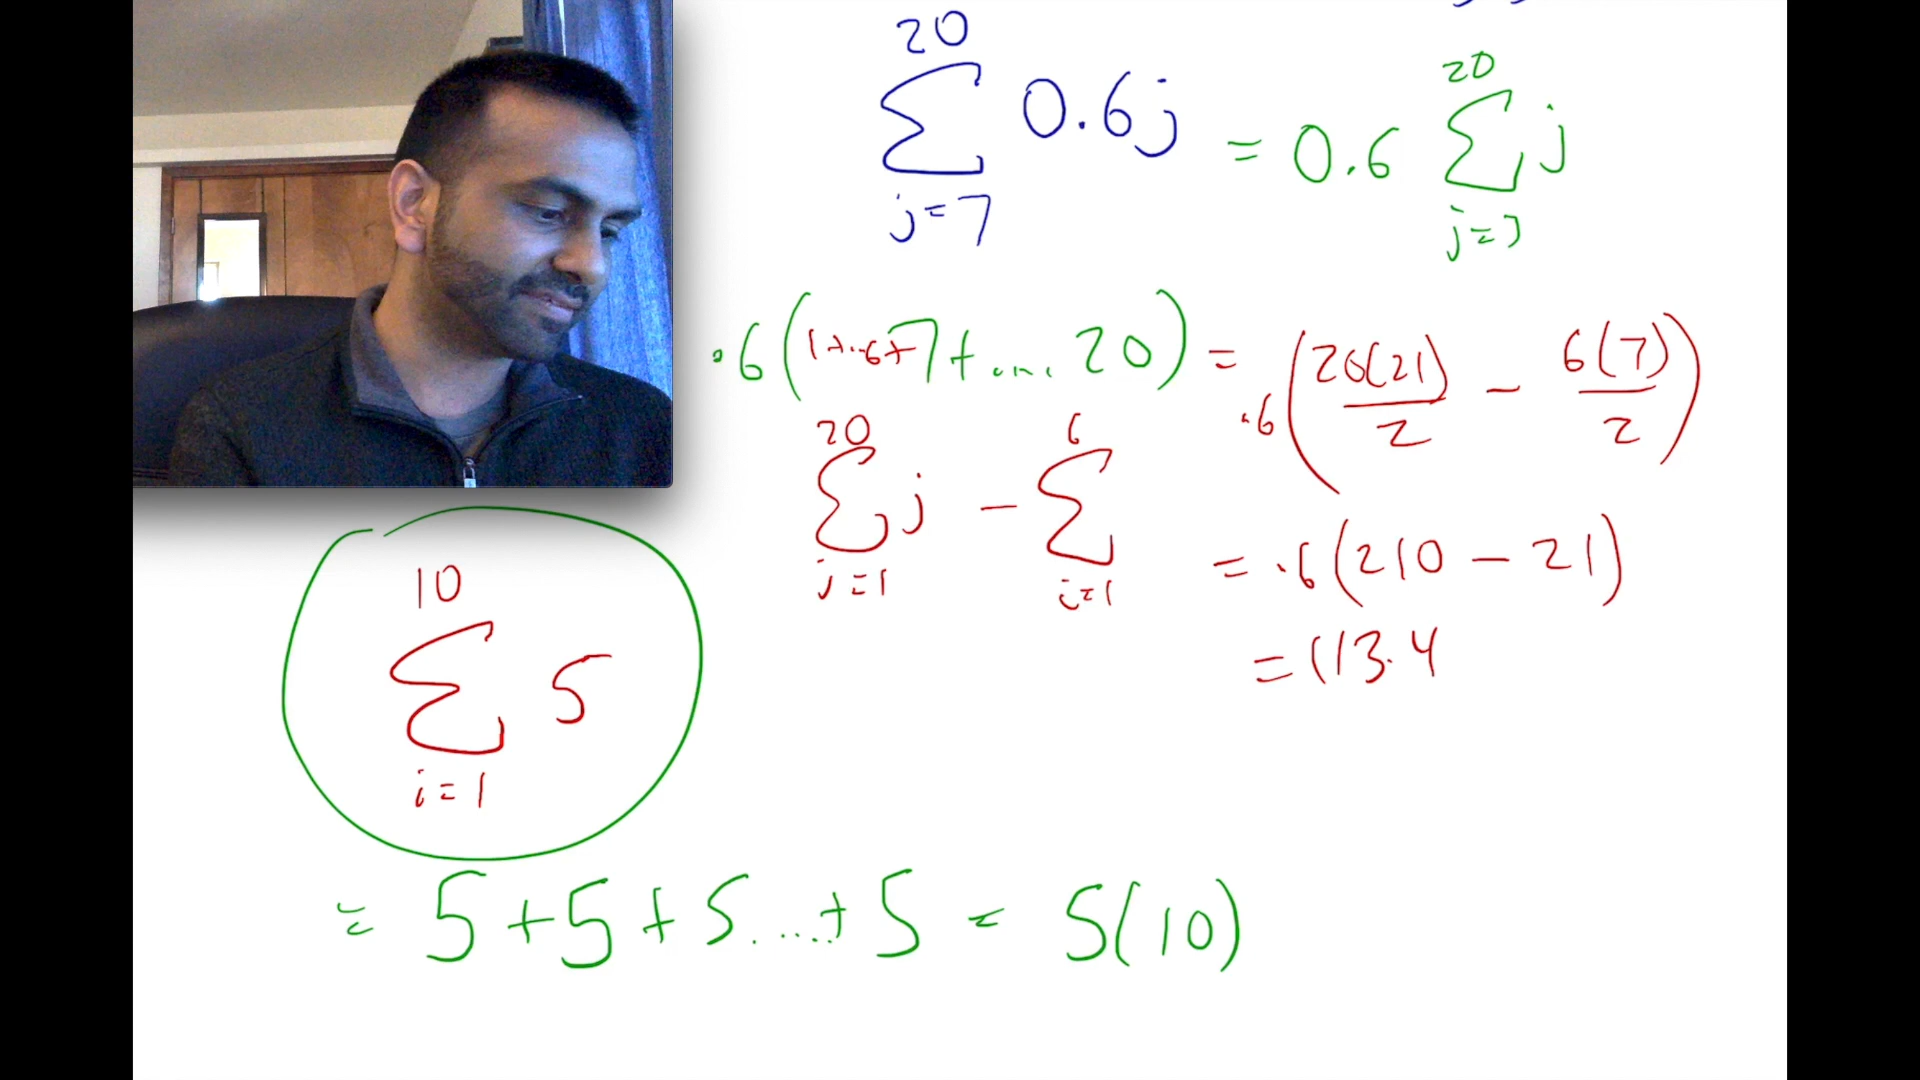 20
∑ 0.6j = 0.6 ∑ j
j=7
20
j=7
.6(1+..6+7+.... 20) = .6(20(21)/2 − 6(7)/2)
20
∑ j − ∑
j=1
6
i=1
= .6(210 − 21)
= 113.4
10
∑ 5
i=1
= 5+5+5.....+5 = 5(10)